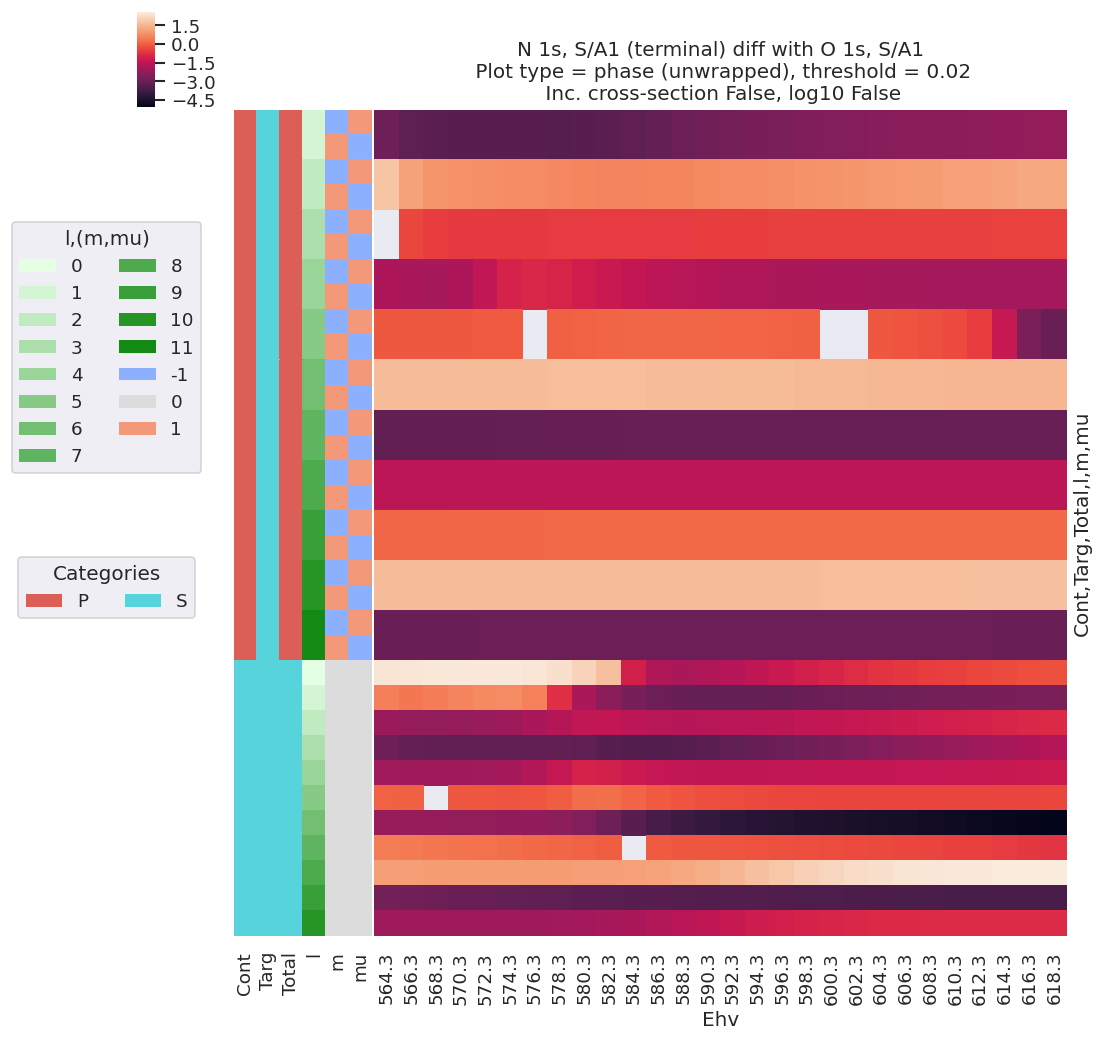 1.5
0.0
−1.5
−3.0
−4.5
N 1s, S/A1 (terminal) diff with O 1s, S/A1
Plot type = phase (unwrapped), threshold = 0.02
Inc. cross-section False, log10 False
l,(m,mu)
0 8
1 9
2 10
3 11
4 -1
5 0
6 1
7
Categories
P S
Cont,Targ,Total,l,m,mu
Cont
Targ
Total
l
m
mu
564.3
566.3
568.3
570.3
572.3
574.3
576.3
578.3
580.3
582.3
584.3
586.3
588.3
590.3
592.3
594.3
596.3
598.3
600.3
602.3
604.3
606.3
608.3
610.3
612.3
614.3
616.3
618.3
Ehv